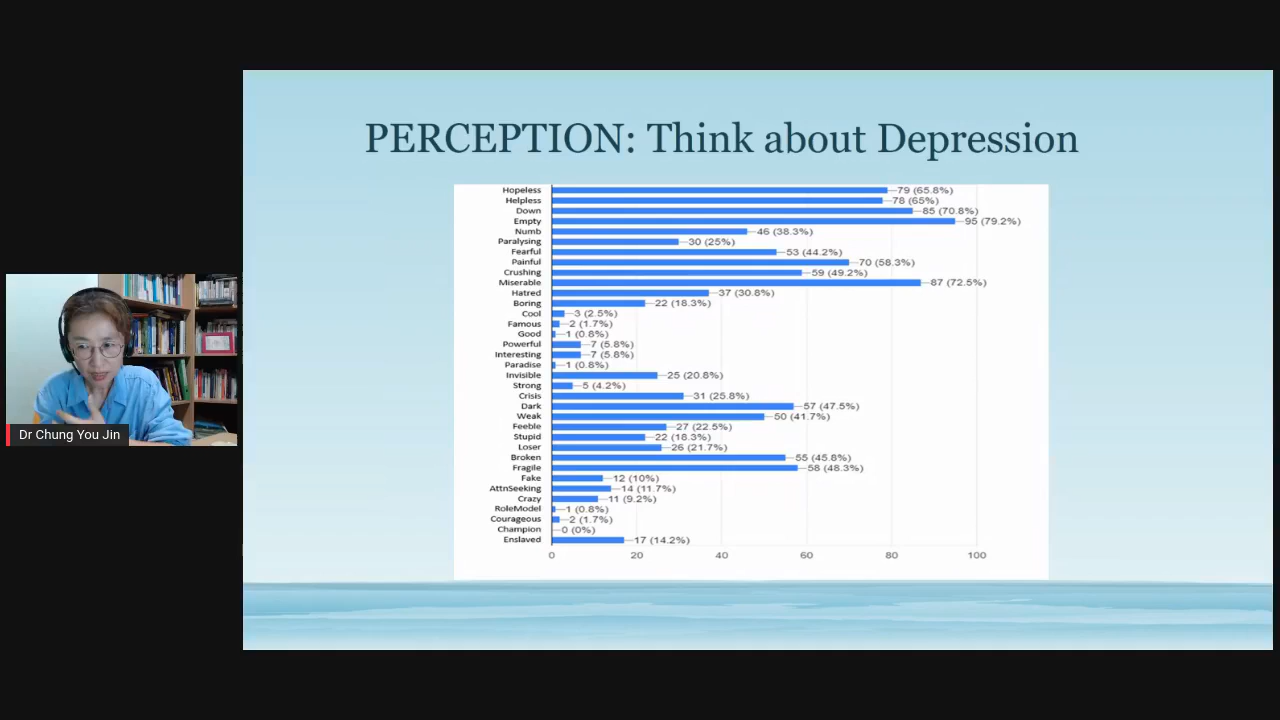 PERCEPTION: Think about Depression
Hopeless 79 (65.8%)
Helpless 78 (65%)
Down 85 (70.8%)
Empty 95 (79.2%)
Numb 46 (38.3%)
Paralysing 30 (25%)
Fearful 53 (44.2%)
Painful 70 (58.3%)
Crushing 59 (49.2%)
Miserable 87 (72.5%)
Hatred 37 (30.8%)
Boring 22 (18.3%)
Cool 3 (2.5%)
Famous 2 (1.7%)
Good 1 (0.8%)
Powerful 7 (5.8%)
Interesting 7 (5.8%)
Paradise 1 (0.8%)
Invisible 25 (20.8%)
Strong 5 (4.2%)
Crisis 31 (25.8%)
Dark 57 (47.5%)
Weak 50 (41.7%)
Feeble 27 (22.5%)
Stupid 22 (18.3%)
Loser 26 (21.7%)
Broken 55 (45.8%)
Fragile 58 (48.3%)
Fake 12 (10%)
AttnSeeking 14 (11.7%)
Crazy 11 (9.2%)
RoleModel 1 (0.8%)
Courageous 2 (1.7%)
Champion 0 (0%)
Enslaved 17 (14.2%)
0 20 40 60 80 100
Dr Chung You Jin